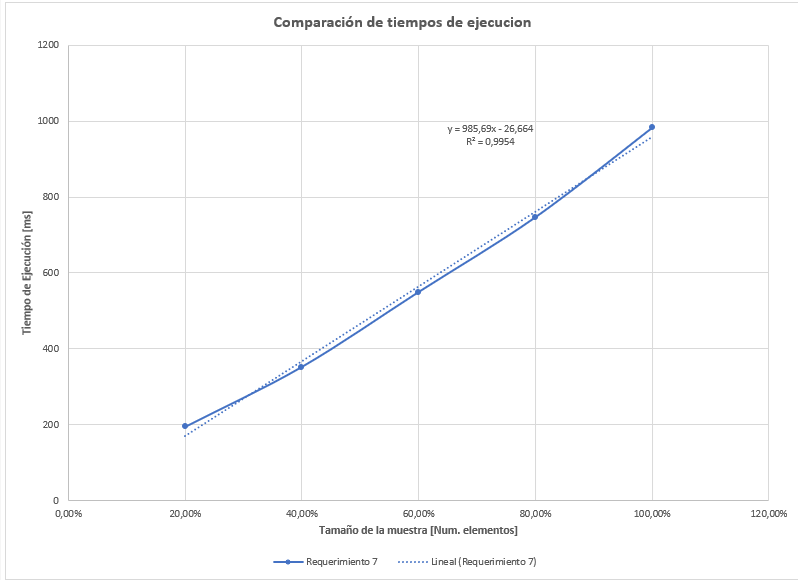 Comparación de tiempos de ejecucion
1200
1000
800
600
400
200
0
Tiempo de Ejecución [ms]
y = 985,69x - 26,664
R² = 0,9954
0,00%
20,00%
40,00%
60,00%
80,00%
100,00%
120,00%
Tamaño de la muestra [Num. elementos]
Requerimiento 7
Lineal (Requerimiento 7)